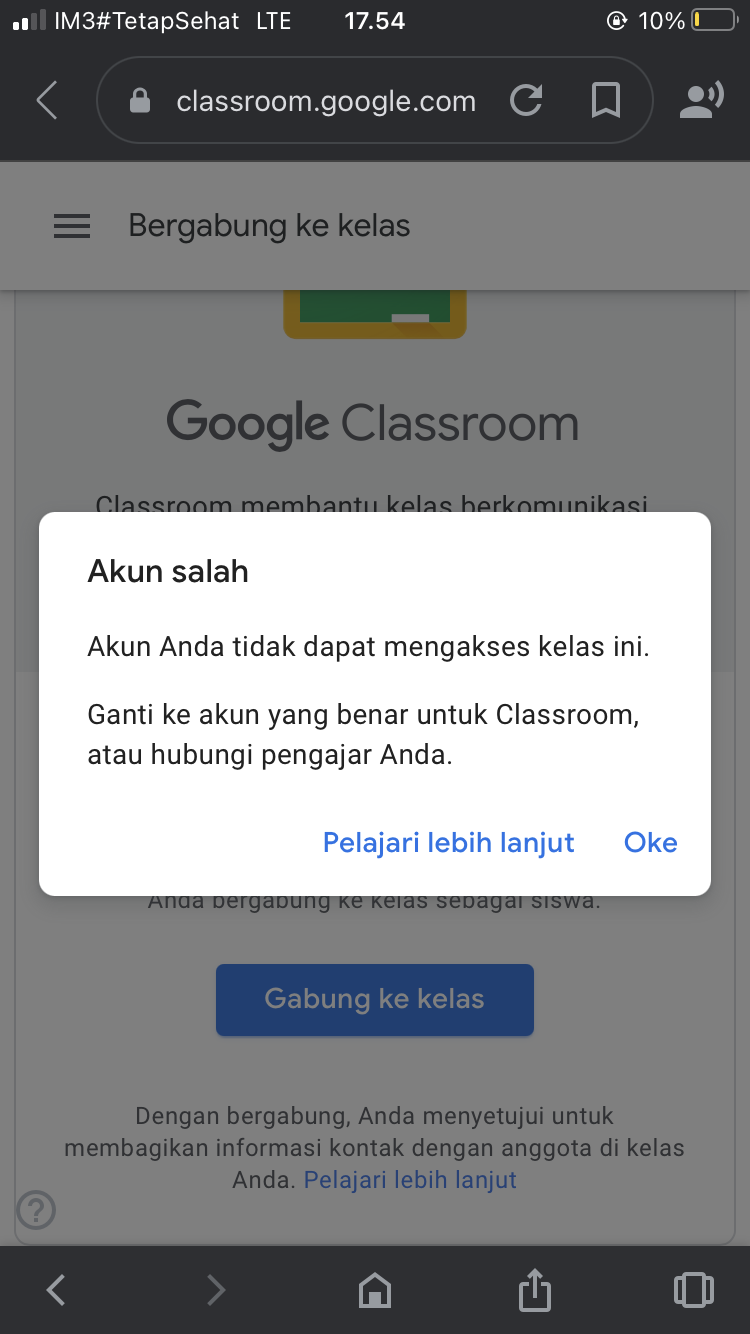 IM3#TetapSehat LTE 17.54 10%
classroom.google.com
Bergabung ke kelas
Google Classroom
Classroom membantu kelas berkomunikasi
Akun salah
Akun Anda tidak dapat mengakses kelas ini.
Ganti ke akun yang benar untuk Classroom,
atau hubungi pengajar Anda.
Pelajari lebih lanjut Oke
Anda bergabung ke kelas sebagai siswa.
Gabung ke kelas
Dengan bergabung, Anda menyetujui untuk
membagikan informasi kontak dengan anggota di kelas
Anda. Pelajari lebih lanjut
?